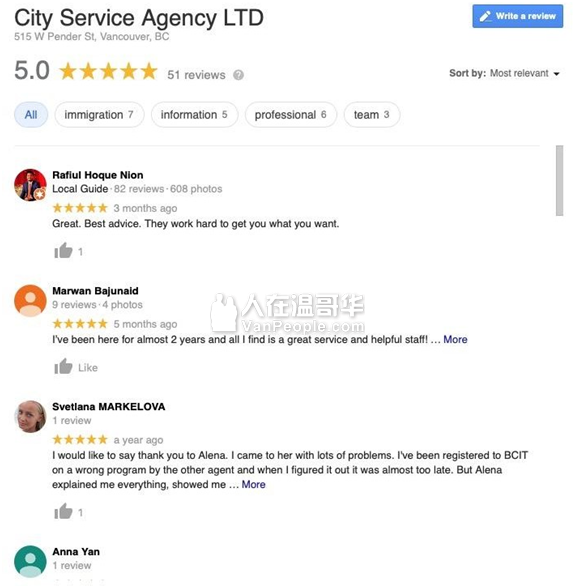 City Service Agency LTD
Write a review
515 W Pender St, Vancouver, BC
5.0
51 reviews
?
Sort by: Most relevant
All
immigration 7
information 5
professional 6
team 3
Rafiul Hoque Nion
Local Guide · 82 reviews · 608 photos
3 months ago
Great. Best advice. They work hard to get you what you want.
1
Marwan Bajunaid
9 reviews · 4 photos
5 months ago
人在温哥华
VanPeople.com
I've been here for almost 2 years and all I find is a great service and helpful staff! … More
Like
Svetlana MARKELOVA
1 review
a year ago
I would like to say thank you to Alena. I came to her with lots of problems. I've been registered to BCIT
on a wrong program by the other agent and when I figured it out it was almost too late. But Alena
explained me everything, showed me … More
1
Anna Yan
1 review